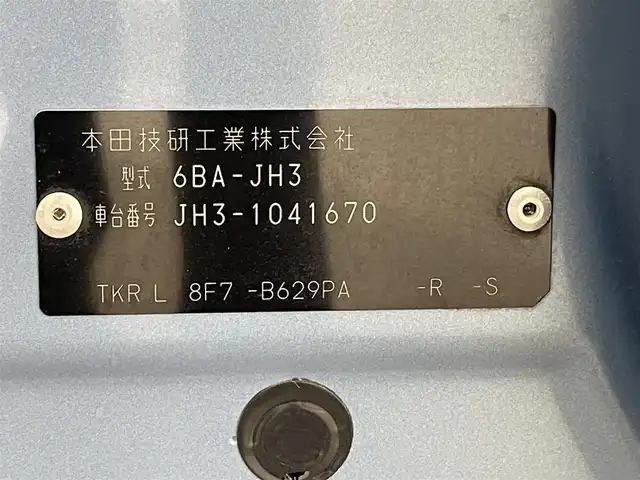 本田技研工業株式会社
型式 6BA-JH3
車台番号 JH3-1041670
TKR L 8F7 -B629PA -R -S